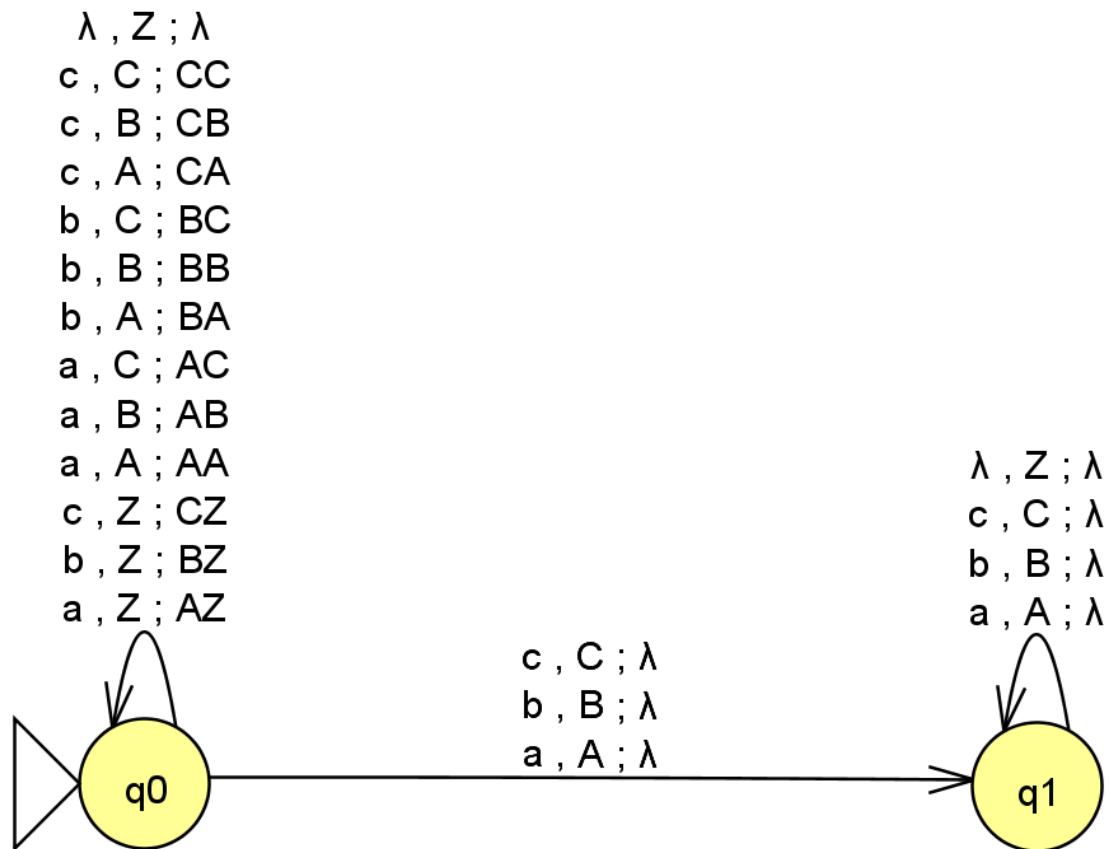 λ , Z ; λ
c , C ; CC
c , B ; CB
c , A ; CA
b , C ; BC
b , B ; BB
b , A ; BA
a , C ; AC
a , B ; AB
a , A ; AA
c , Z ; CZ
b , Z ; BZ
a , Z ; AZ
q0
c , C ; λ
b , B ; λ
a , A ; λ
λ , Z ; λ
c , C ; λ
b , B ; λ
a , A ; λ
q1